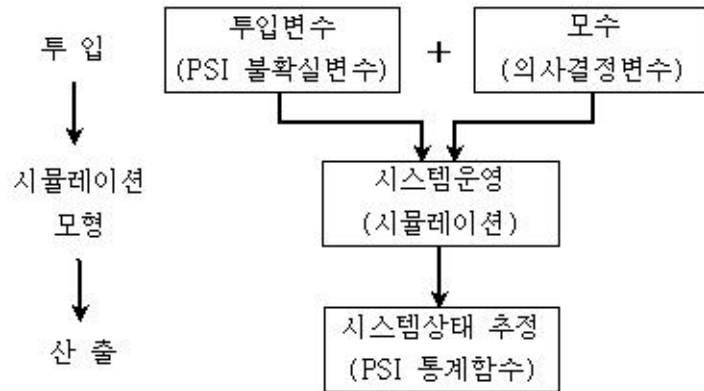 투 입
시뮬레이션
모형
산 출
투입변수
(PSI 불확실변수)
+
모수
(의사결정변수)
시스템운영
(시뮬레이션)
시스템상태 추정
(PSI 통계함수)